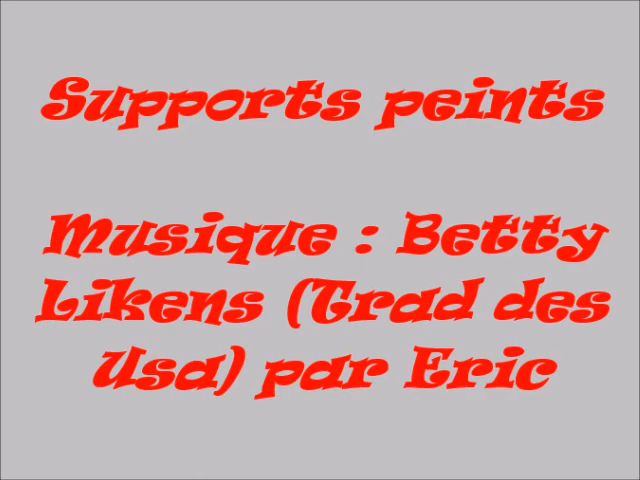 Supports peints
Musique : Betty
Likens (Trad des
Usa) par Eric